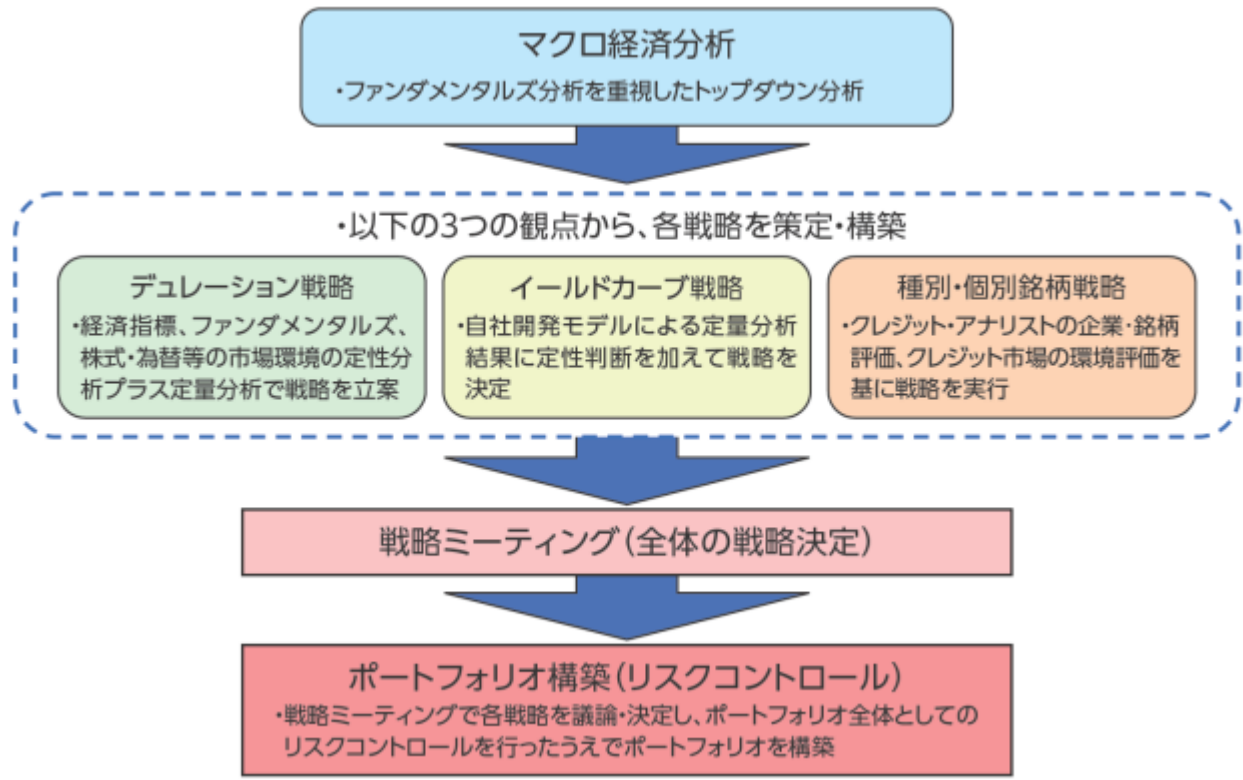 マクロ経済分析
・ファンダメンタルズ分析を重視したトップダウン分析
・以下の3つの観点から、各戦略を策定・構築
デュレーション戦略
・経済指標、ファンダメンタルズ、
株式・為替等の市場環境の定性分
析プラス定量分析で戦略を立案
イールドカーブ戦略
・自社開発モデルによる定量分析
結果に定性判断を加えて戦略を
決定
種別・個別銘柄戦略
・クレジット・アナリストの企業・銘柄
評価、クレジット市場の環境評価を
基に戦略を実行
戦略ミーティング(全体の戦略決定)
ポートフォリオ構築(リスクコントロール)
・戦略ミーティングで各戦略を議論・決定し、ポートフォリオ全体としての
リスクコントロールを行ったうえでポートフォリオを構築